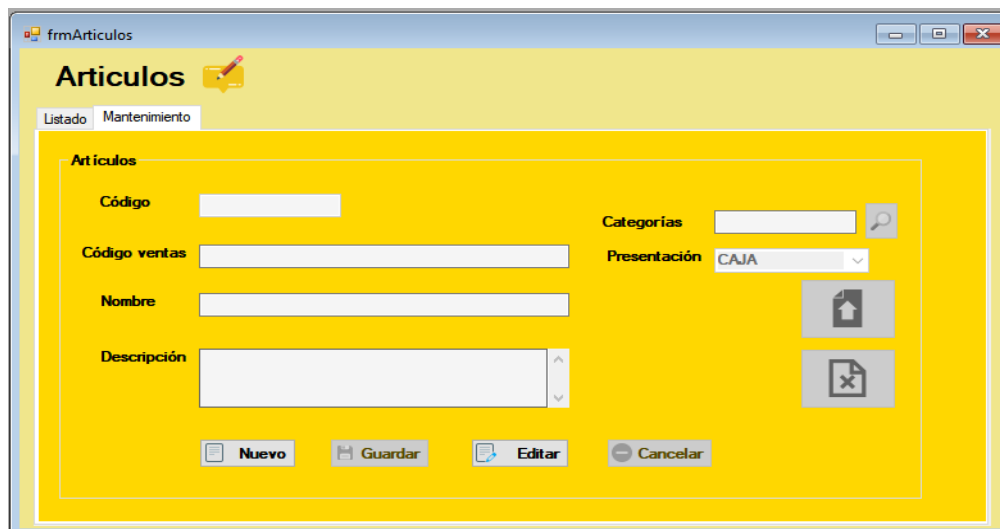 frmArticulos
Articulos
Listado
Mantenimiento
Artículos
Código
Categorías
Código ventas
Presentación
CAJA
Nombre
Descripción
Nuevo
Guardar
Editar
Cancelar